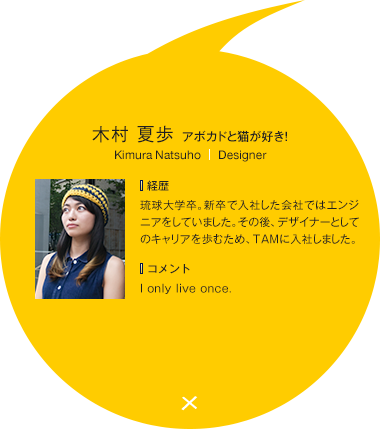 木村 夏歩 アボカドと猫が好き!
Kimura Natsuho | Designer
経歴
琉球大学卒。新卒で入社した会社ではエンジ
ニアをしていました。その後、デザイナーとして
のキャリアを歩むため、TAMに入社しました。
コメント
I only live once.